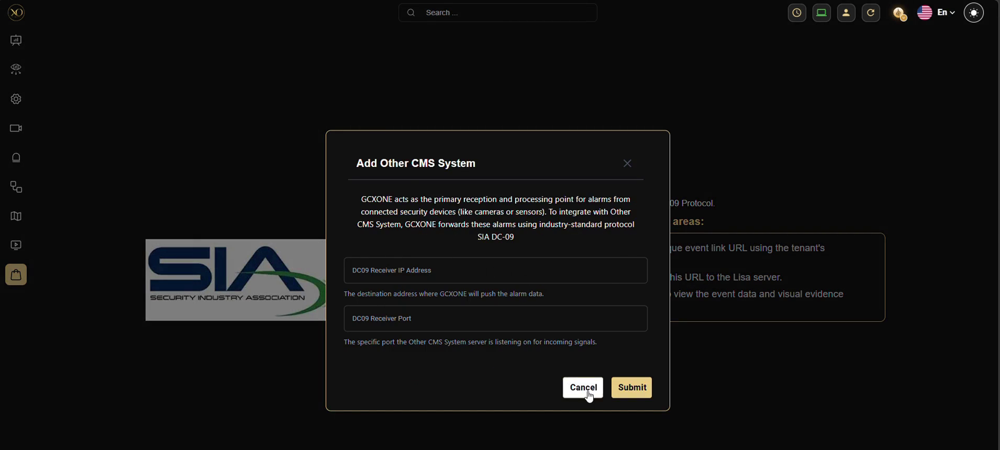 XO
Search ...
En
Add Other CMS System
GCXONE acts as the primary reception and processing point for alarms from
connected security devices (like cameras or sensors). To integrate with Other
CMS System, GCXONE forwards these alarms using industry-standard protocol
SIA DC-09
DC09 Receiver IP Address
The destination address where GCXONE will push the alarm data.
DC09 Receiver Port
The specific port the Other CMS System server is listening on for incoming signals.
Cancel
Submit
SIA
SECURITY INDUSTRY ASSOCIATION
09 Protocol.
areas:
que event link URL using the tenant's
his URL to the Lisa server.
view the event data and visual evidence